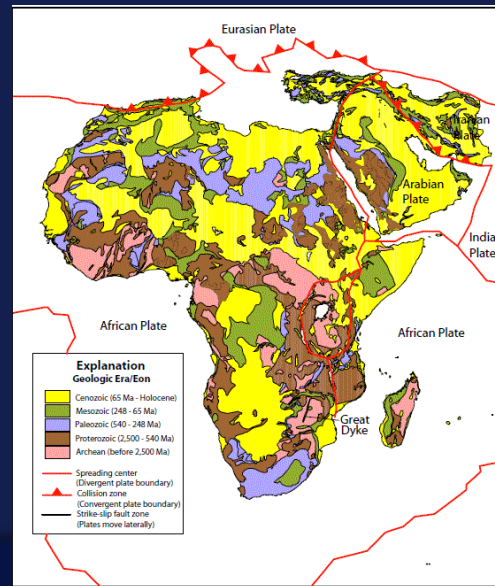 Eurasian Plate
Iranian
Plate
Arabian
Plate
India
Plate
African Plate
African Plate
Great
Dyke
Explanation
Geologic Era/Eon
Cenozoic (65 Ma - Holocene)
Mesozoic (248 - 65 Ma)
Paleozoic (540 - 248 Ma)
Proterozoic (2,500 - 540 Ma)
Archean (before 2,500 Ma)
Spreading center
(Divergent plate boundary)
Collision zone
(Convergent plate boundary)
Strike-slip fault zone
(Plates move laterally)